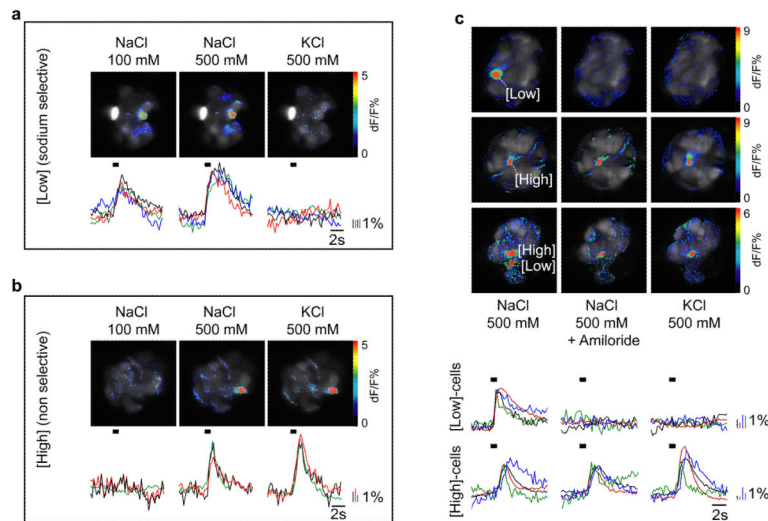 a
NaCl
100 mM
NaCl
500 mM
KCl
500 mM
[Low] (sodium selective)
5
0
dF/F%
1%
2s
b
NaCl
100 mM
NaCl
500 mM
KCl
500 mM
[High] (non selective)
5
0
dF/F%
1%
2s
c
[Low]
9
0
dF/F%
[High]
9
0
dF/F%
[High]
[Low]
6
0
dF/F%
NaCl
500 mM
NaCl
500 mM
+ Amiloride
KCl
500 mM
[Low]-cells
1%
[High]-cells
1%
2s